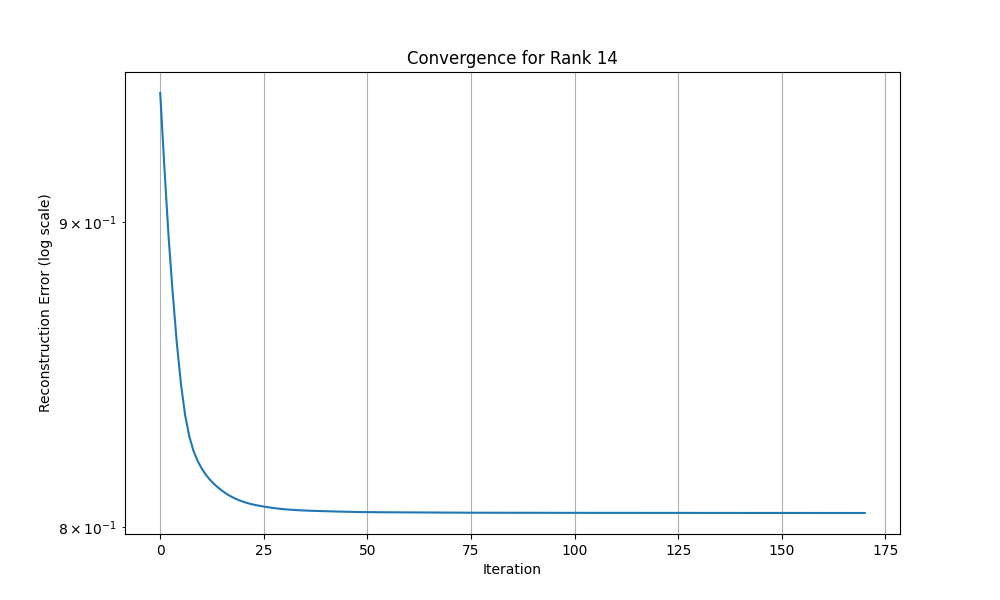 Convergence for Rank 14
Reconstruction Error (log scale)
9 × 10⁻¹
8 × 10⁻¹
0 25 50 75 100 125 150 175
Iteration